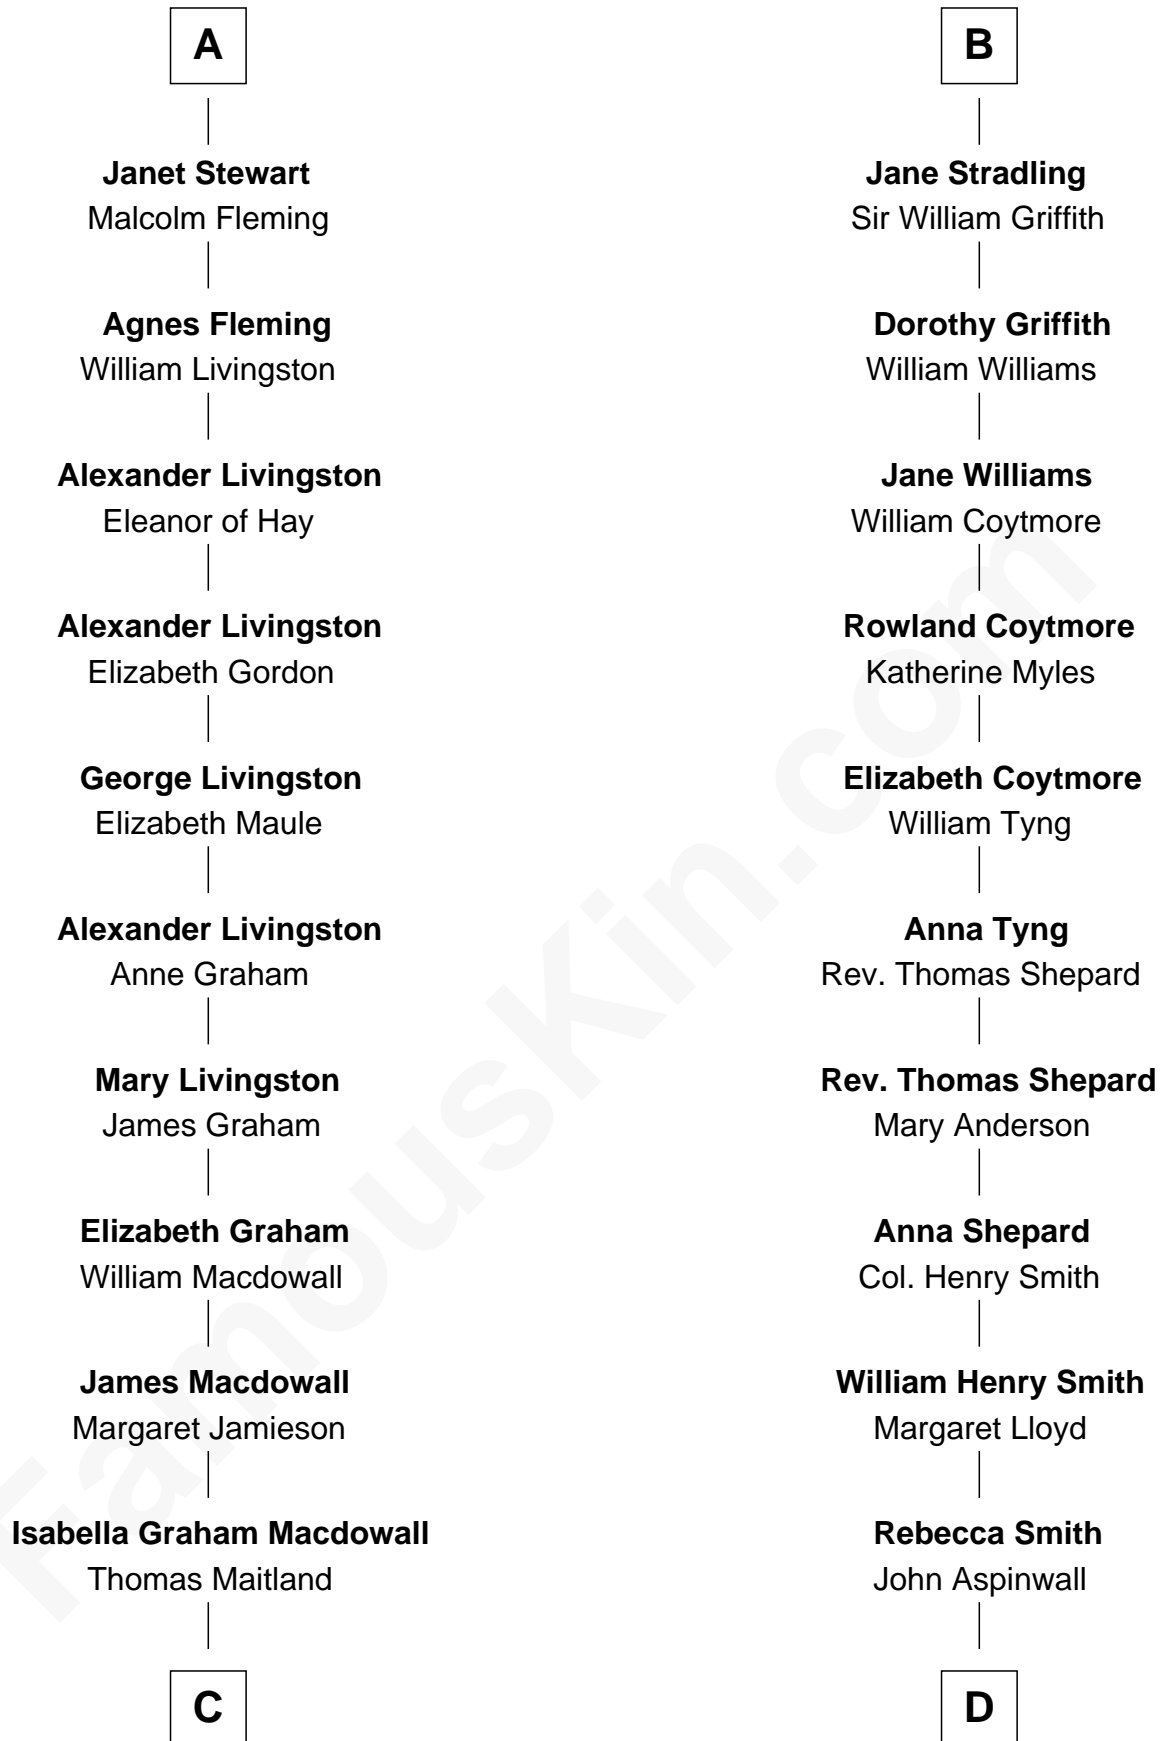 A
Janet Stewart
Malcolm Fleming
Agnes Fleming
William Livingston
Alexander Livingston
Eleanor of Hay
Alexander Livingston
Elizabeth Gordon
George Livingston
Elizabeth Maule
Alexander Livingston
Anne Graham
Mary Livingston
James Graham
Elizabeth Graham
William Macdowall
James Macdowall
Margaret Jamieson
Isabella Graham Macdowall
Thomas Maitland
C
B
Jane Stradling
Sir William Griffith
Dorothy Griffith
William Williams
Jane Williams
William Coytmore
Rowland Coytmore
Katherine Myles
Elizabeth Coytmore
William Tyng
Anna Tyng
Rev. Thomas Shepard
Rev. Thomas Shepard
Mary Anderson
Anna Shepard
Col. Henry Smith
William Henry Smith
Margaret Lloyd
Rebecca Smith
John Aspinwall
D
FamousKin.com